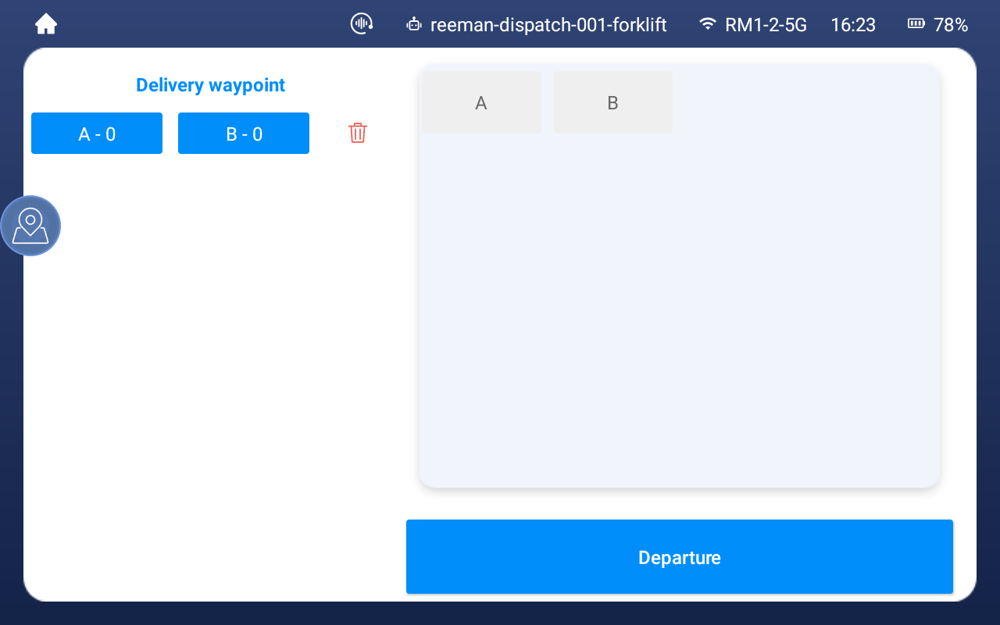 reeman-dispatch-001-forklift RM1-2-5G 16:23 78%
Delivery waypoint
A - 0 B - 0
A B
Departure